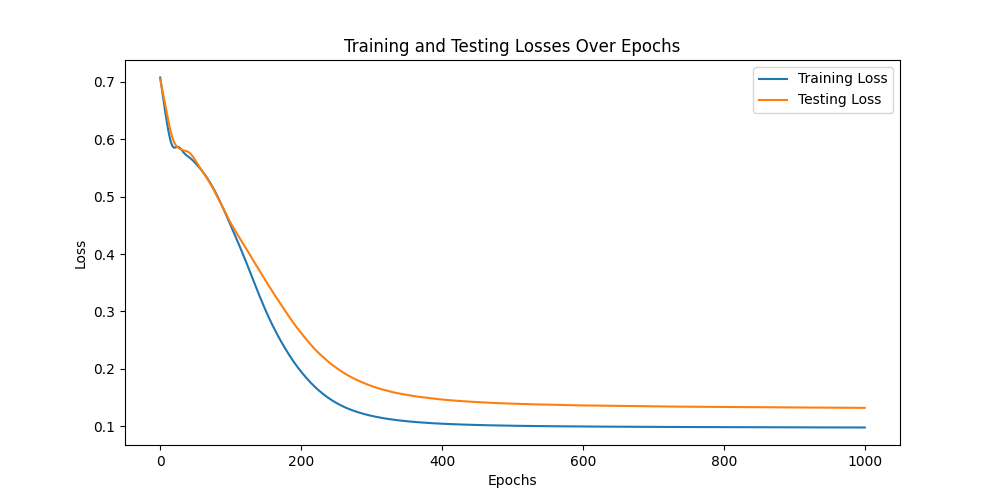 Training and Testing Losses Over Epochs
Training Loss
Testing Loss
Loss
0.7
0.6
0.5
0.4
0.3
0.2
0.1
0 200 400 600 800 1000
Epochs